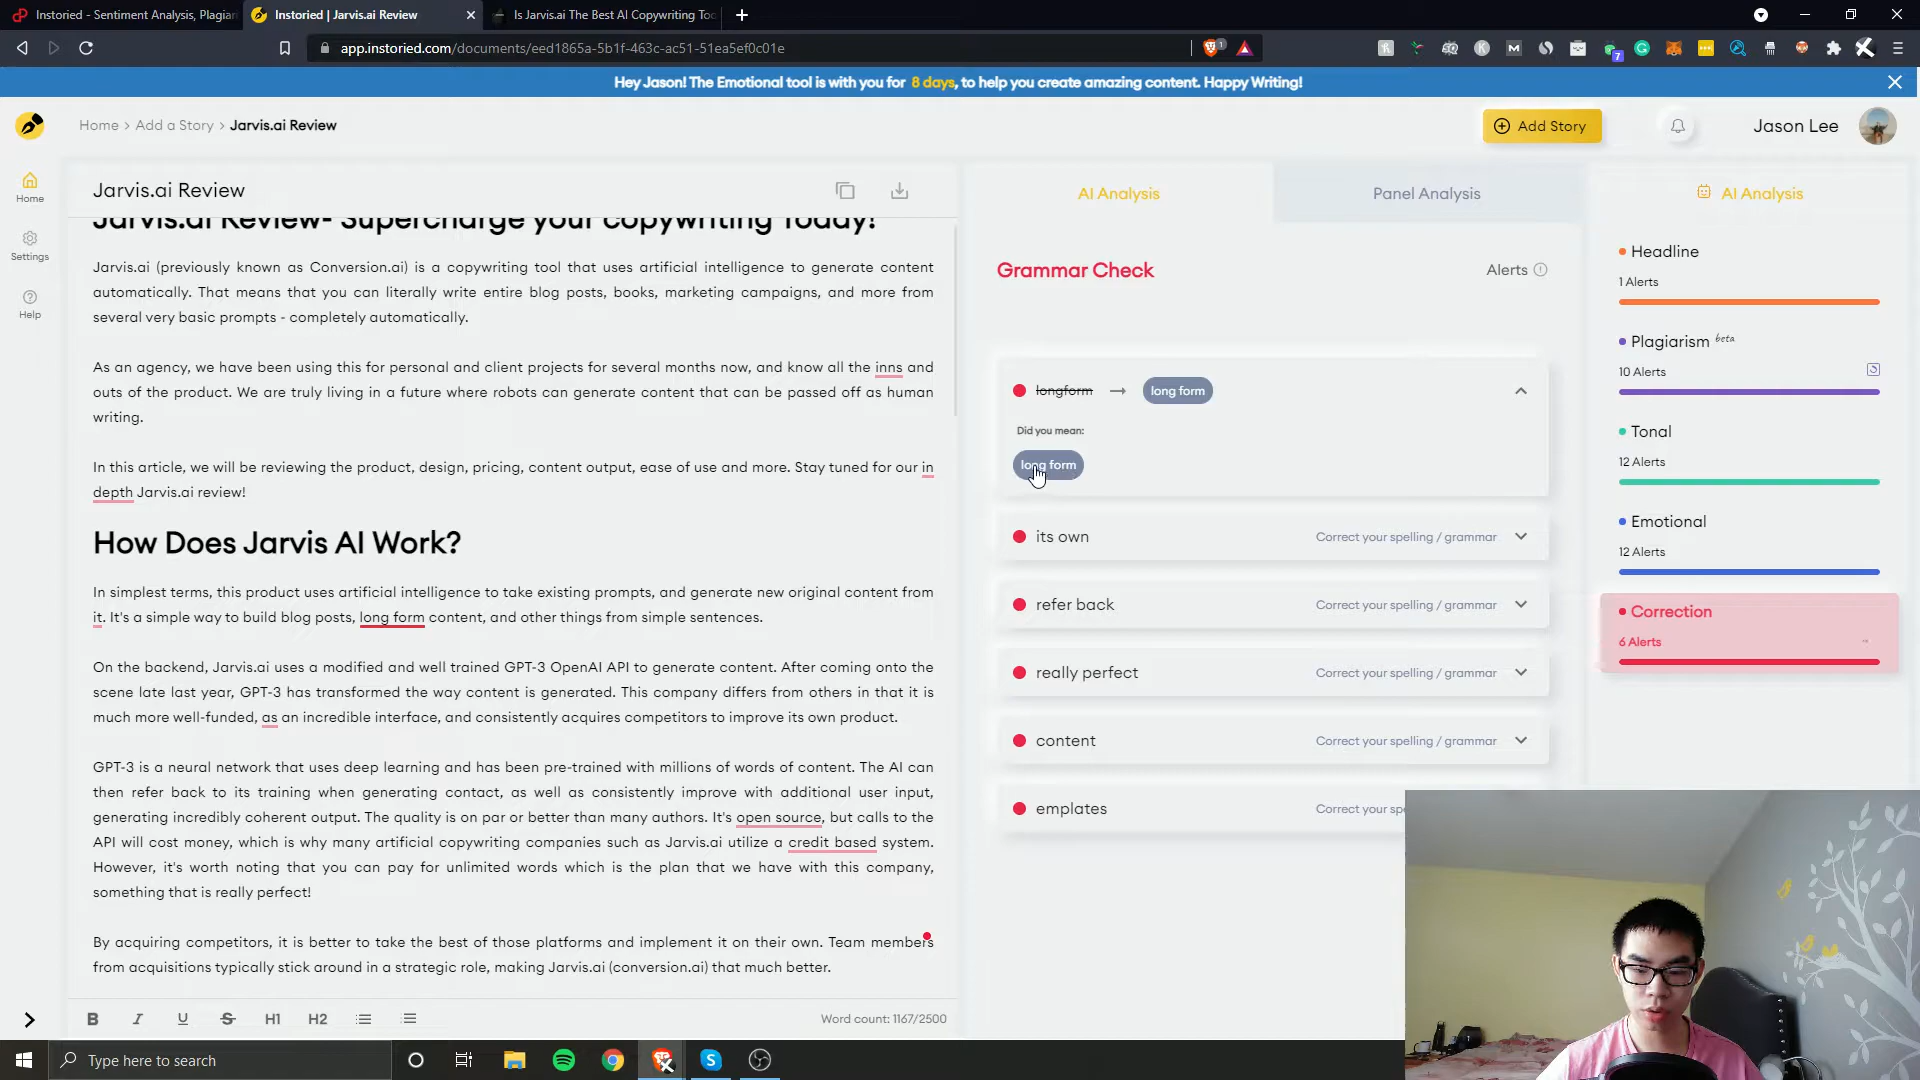 Instoried - Sentiment Analysis, Plagiar
Instoried | Jarvis.ai Review
Is Jarvis.ai The Best AI Copywriting Too
app.instoried.com/documents/eed1865a-5b1f-463c-ac51-51ea5ef0c01e
1
7
Hey Jason! The Emotional tool is with you for 8 days, to help you create amazing content. Happy Writing!
Home > Add a Story > Jarvis.ai Review
Add Story
Jason Lee
Home
Settings
Help
Jarvis.ai Review
Jarvis.ai Review- Supercharge your copywriting Today!
Jarvis.ai (previously known as Conversion.ai) is a copywriting tool that uses artificial intelligence to generate content
automatically. That means that you can literally write entire blog posts, books, marketing campaigns, and more from
several very basic prompts - completely automatically.
As an agency, we have been using this for personal and client projects for several months now, and know all the inns and
outs of the product. We are truly living in a future where robots can generate content that can be passed off as human
writing.
In this article, we will be reviewing the product, design, pricing, content output, ease of use and more. Stay tuned for our in
depth Jarvis.ai review!
How Does Jarvis AI Work?
In simplest terms, this product uses artificial intelligence to take existing prompts, and generate new original content from
it. It's a simple way to build blog posts, long form content, and other things from simple sentences.
On the backend, Jarvis.ai uses a modified and well trained GPT-3 OpenAI API to generate content. After coming onto the
scene late last year, GPT-3 has transformed the way content is generated. This company differs from others in that it is
much more well-funded, as an incredible interface, and consistently acquires competitors to improve its own product.
GPT-3 is a neural network that uses deep learning and has been pre-trained with millions of words of content. The AI can
then refer back to its training when generating contact, as well as consistently improve with additional user input,
generating incredibly coherent output. The quality is on par or better than many authors. It's open source, but calls to the
API will cost money, which is why many artificial copywriting companies such as Jarvis.ai utilize a credit based system.
However, it's worth noting that you can pay for unlimited words which is the plan that we have with this company,
something that is really perfect!
By acquiring competitors, it is better to take the best of those platforms and implement it on their own. Team members
from acquisitions typically stick around in a strategic role, making Jarvis.ai (conversion.ai) that much better.
B I U S H1 H2
Word count: 1167/2500
AI Analysis
Panel Analysis
Grammar Check
Alerts
longform → long form
Did you mean:
long form
its own Correct your spelling / grammar
refer back Correct your spelling / grammar
really perfect Correct your spelling / grammar
content Correct your spelling / grammar
emplates Correct your spe
AI Analysis
Headline
1 Alerts
Plagiarism beta
10 Alerts
Tonal
12 Alerts
Emotional
12 Alerts
Correction
6 Alerts
Type here to search